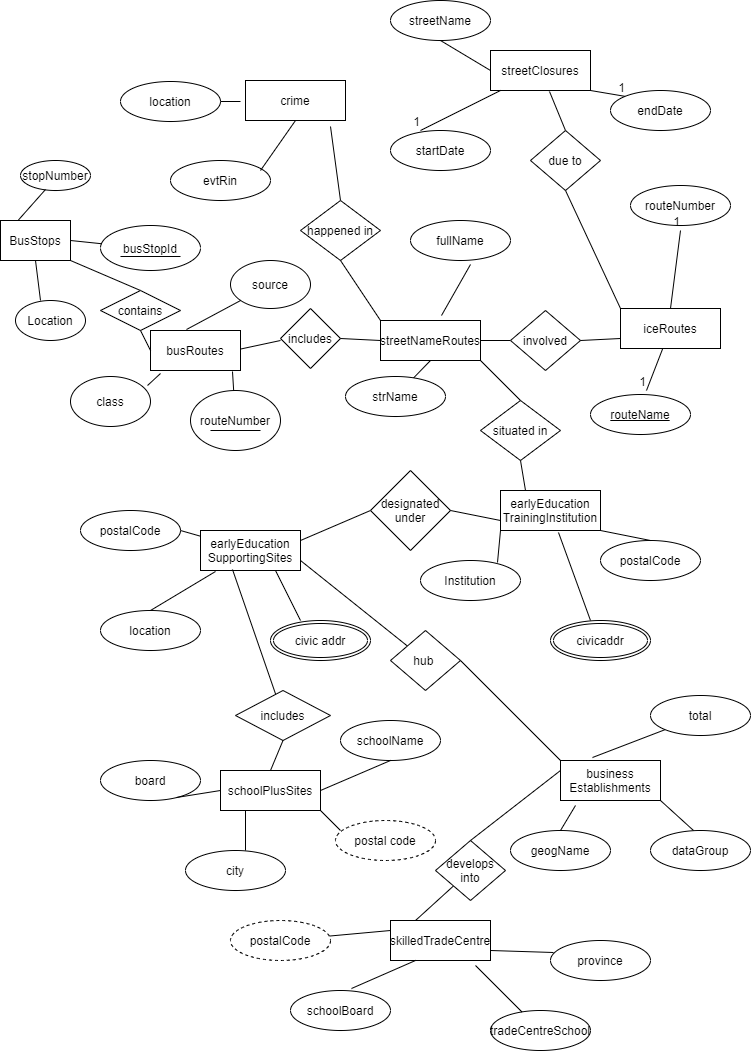 streetName
streetClosures
1
endDate
1
startDate
location
crime
evtRin
due to
stopNumber
BusStops
busStopId
Location
contains
happened in
fullName
routeNumber
1
source
busRoutes
includes
streetNameRoutes
involved
iceRoutes
class
routeNumber
strName
1
routeName
situated in
postalCode
earlyEducation
SupportingSites
designated
under
earlyEducation
TrainingInstitution
Institution
postalCode
location
civic addr
civicaddr
hub
includes
schoolName
total
board
schoolPlusSites
business
Establishments
postal code
city
geogName
dataGroup
develops
into
postalCode
skilledTradeCentre
province
schoolBoard
tradeCentreSchool